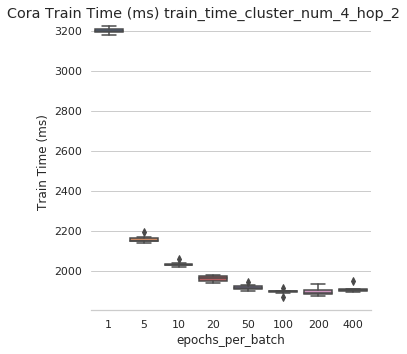 Cora Train Time (ms) train_time_cluster_num_4_hop_2
3200
3000
2800
2600
2400
2200
2000
Train Time (ms)
1 5 10 20 50 100 200 400
epochs_per_batch